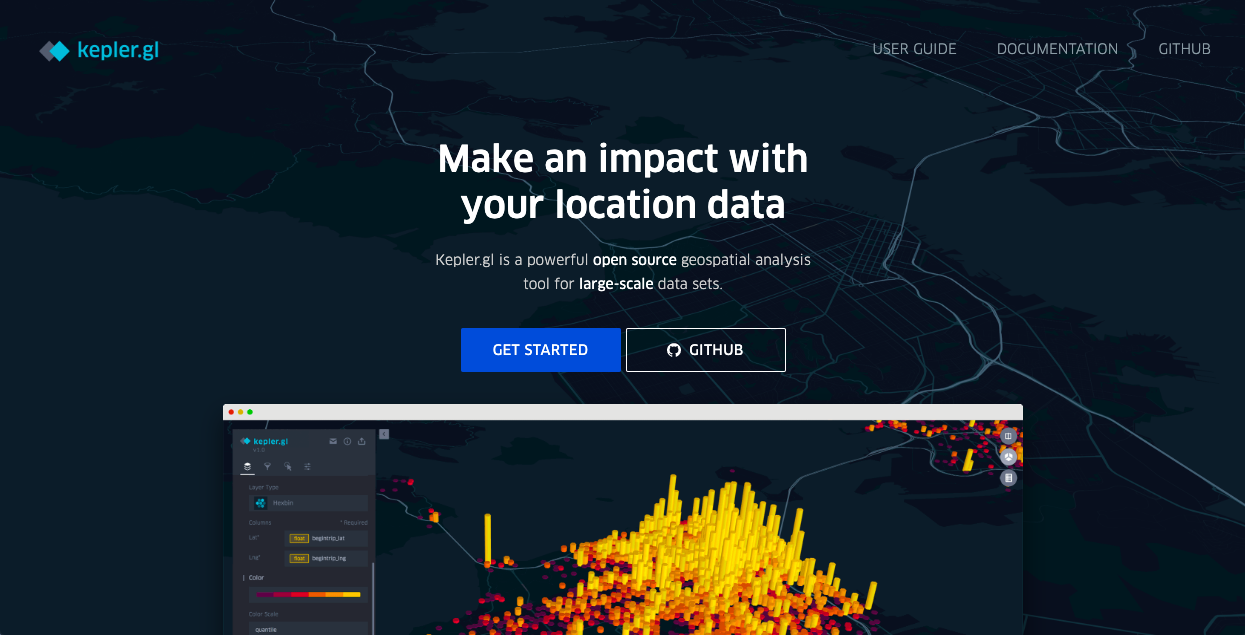 kepler.gl
USER GUIDE
DOCUMENTATION
GITHUB
Make an impact with
your location data
Kepler.gl is a powerful open source geospatial analysis
tool for large-scale data sets.
GET STARTED
GITHUB
kepler.gl
v1.0
Layer Type
Hexbin
Columns
* Required
Lat*
float begintrip_lat
Lng*
float begintrip_lng
Color
Color Scale
quantile